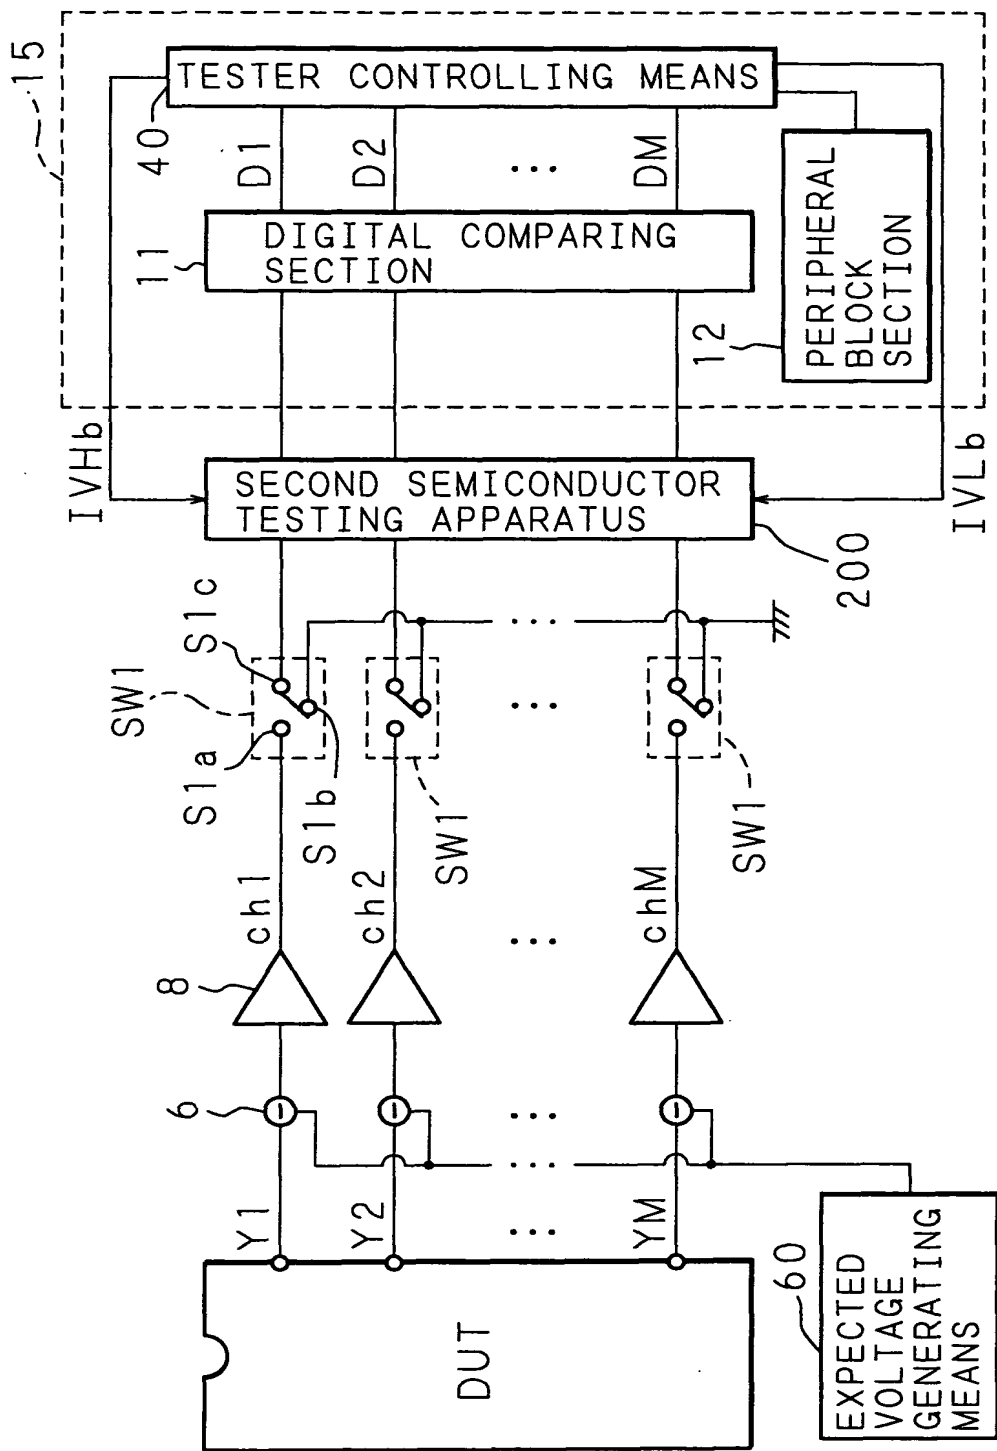 DUT
Y1
Y2
...
YM
EXPECTED
VOLTAGE
GENERATING
MEANS
60
6
...
...
8
ch1
ch2
...
chM
S1a
SW1
S1c
S1b
SW1
...
SW1
...
IVHb
SECOND SEMICONDUCTOR
TESTING APPARATUS
200
IVLb
15
11
DIGITAL COMPARING
SECTION
12
PERIPHERAL
BLOCK
SECTION
D1
D2
...
DM
40
TESTER CONTROLLING MEANS